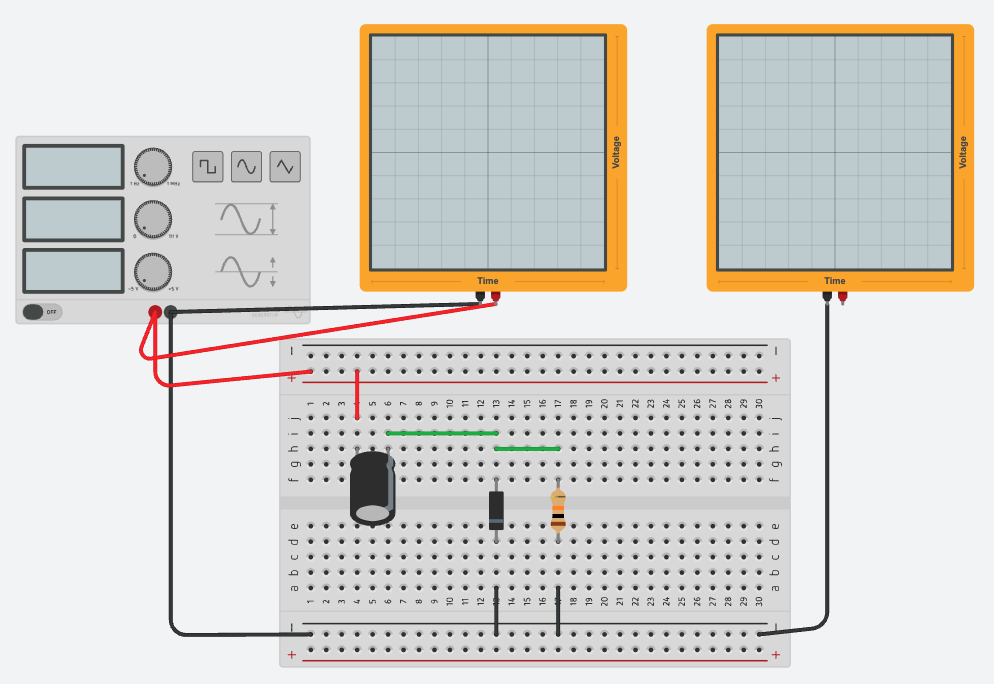 Voltage
Time
Voltage
Time
1 Hz
1 MHz
0
10 V
-5 V
+5 V
OFF
− −
+ +
1 2 3 4 5 6 7 8 9 10 11 12 13 14 15 16 17 18 19 20 21 22 23 24 25 26 27 28 29 30
j j
i i
h h
g g
f f
e e
d d
c c
b b
a a
1 2 3 4 5 6 7 8 9 10 11 12 13 14 15 16 17 18 19 20 21 22 23 24 25 26 27 28 29 30
− −
+ +